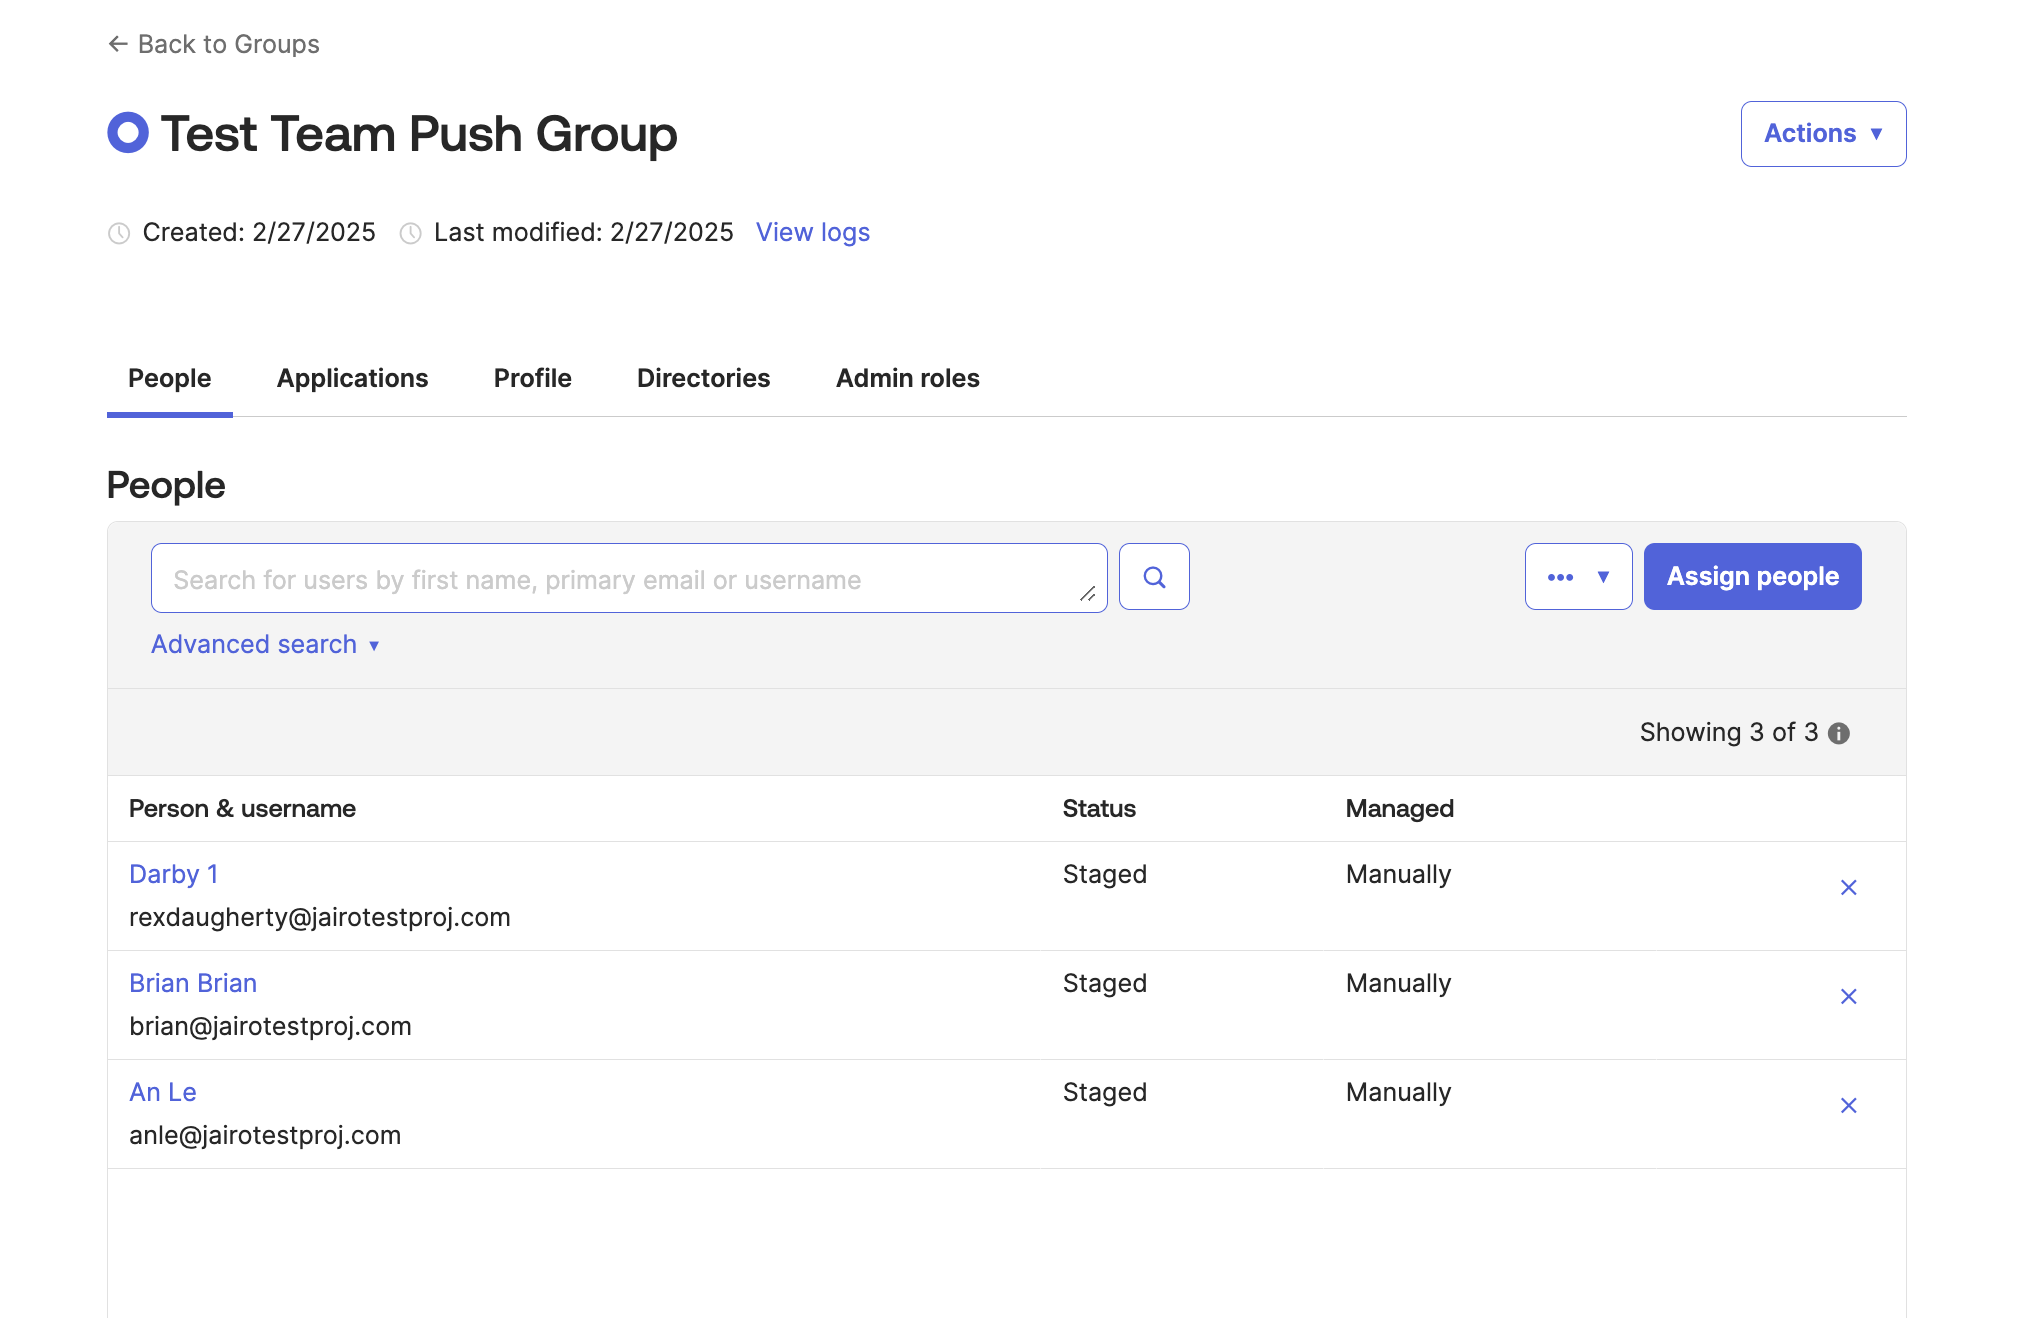 ← Back to Groups
Test Team Push Group
Actions ▼
Created: 2/27/2025 Last modified: 2/27/2025 View logs
People Applications Profile Directories Admin roles
People
Search for users by first name, primary email or username
••• ▼ Assign people
Advanced search ▼
Showing 3 of 3
Person & username Status Managed
Darby 1 Staged Manually
rexdaugherty@jairotestproj.com
Brian Brian Staged Manually
brian@jairotestproj.com
An Le Staged Manually
anle@jairotestproj.com